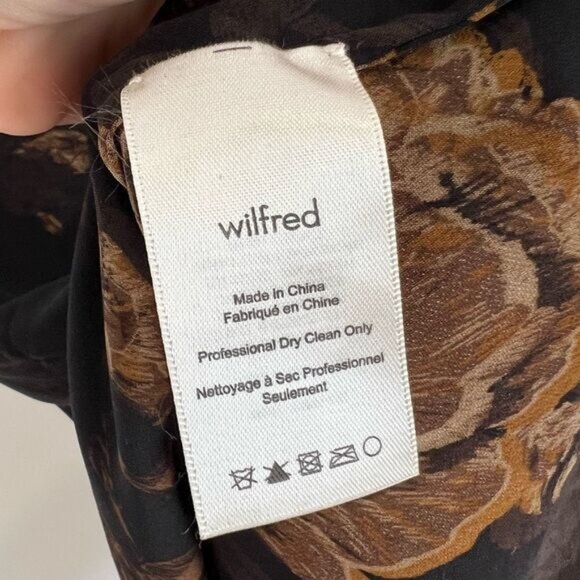 wilfred
Made in China
Fabriqué en Chine
Professional Dry Clean Only
Nettoyage à Sec Professionnel
Seulement